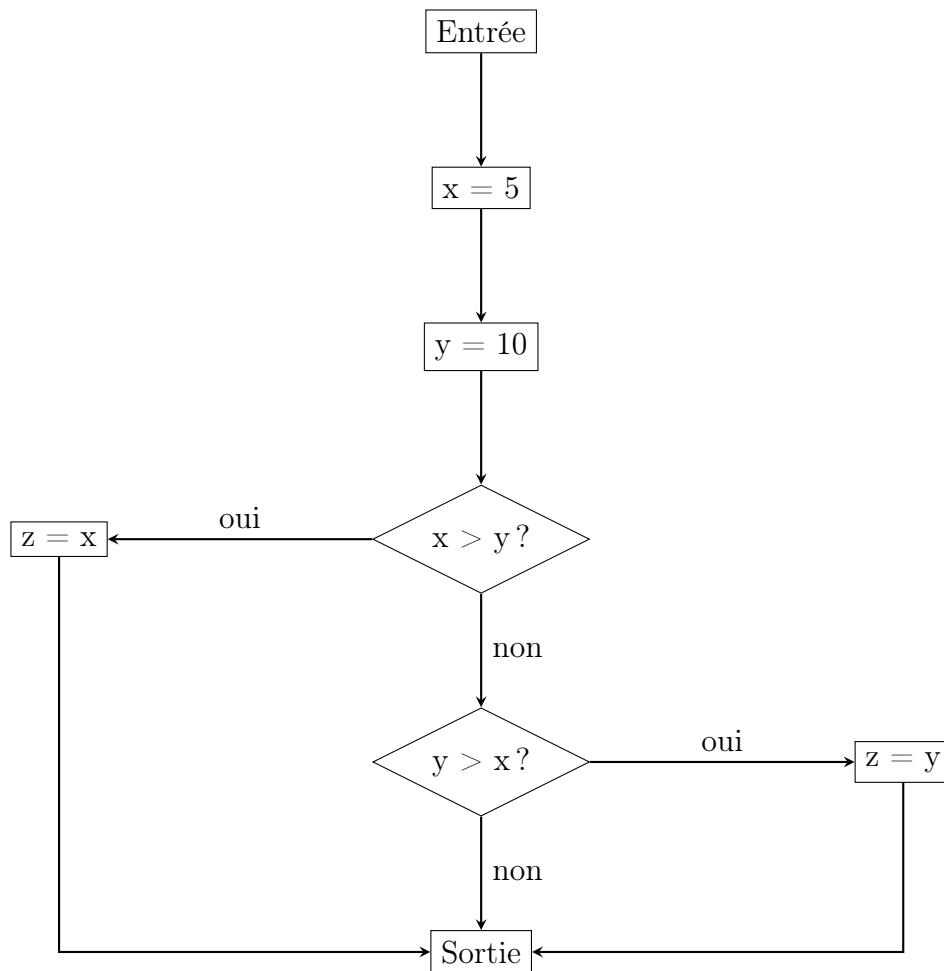 Entrée
x = 5
y = 10
oui
z = x
x > y ?
non
y > x ?
oui
z = y
non
Sortie